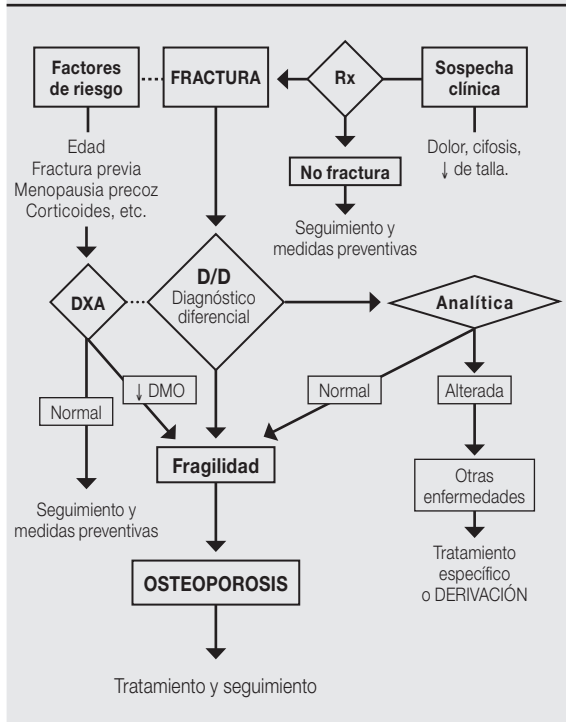 Factores
de riesgo
FRACTURA
Rx
Sospecha
clínica
Edad
Fractura previa
Menopausia precoz
Corticoides, etc.
No fractura
Dolor, cifosis,
↓ de talla.
Seguimiento y
medidas preventivas
DXA
D/D
Diagnóstico
diferencial
Analítica
Normal
↓ DMO
Normal
Alterada
Fragilidad
Otras
enfermedades
Seguimiento y
medidas preventivas
OSTEOPOROSIS
Tratamiento
específico
o DERIVACIÓN
Tratamiento y seguimiento